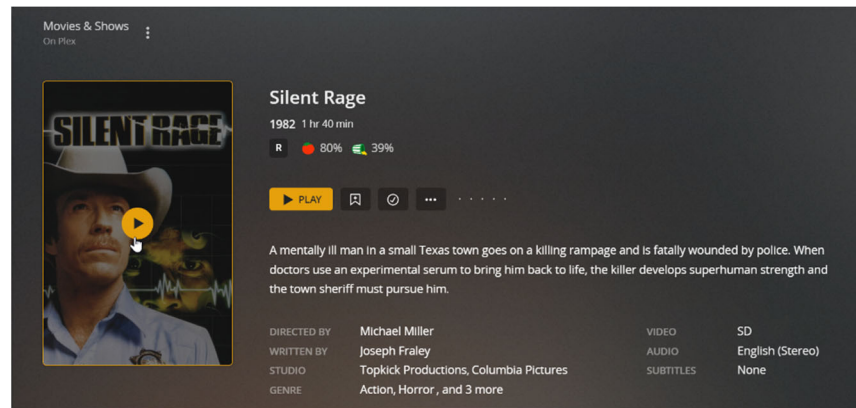 Movies & Shows
On Plex
SILENT RAGE
Silent Rage
1982 1 hr 40 min
R 80% 39%
PLAY
A mentally ill man in a small Texas town goes on a killing rampage and is fatally wounded by police. When
doctors use an experimental serum to bring him back to life, the killer develops superhuman strength and
the town sheriff must pursue him.
DIRECTED BY Michael Miller
WRITTEN BY Joseph Fraley
STUDIO Topkick Productions, Columbia Pictures
GENRE Action, Horror , and 3 more
VIDEO SD
AUDIO English (Stereo)
SUBTITLES None